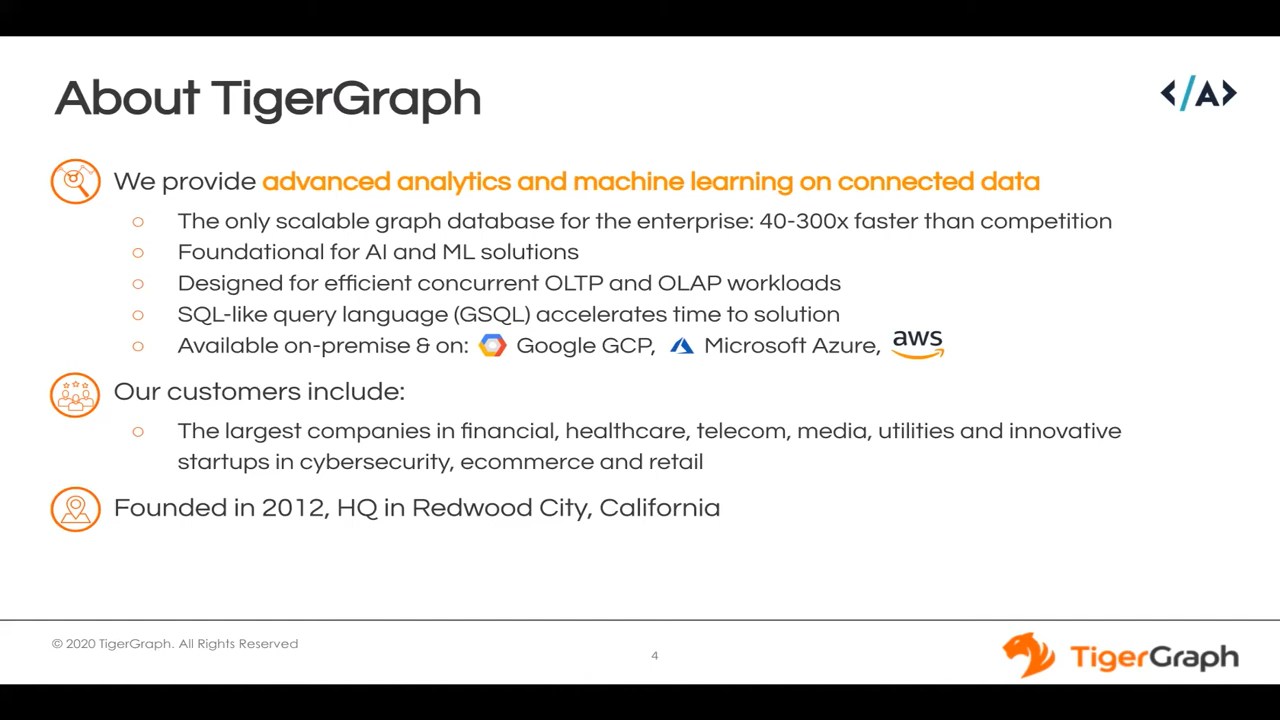 About TigerGraph
</A>
We provide advanced analytics and machine learning on connected data
The only scalable graph database for the enterprise: 40-300x faster than competition
Foundational for AI and ML solutions
Designed for efficient concurrent OLTP and OLAP workloads
SQL-like query language (GSQL) accelerates time to solution
Available on-premise & on: Google GCP, Microsoft Azure, aws
Our customers include:
The largest companies in financial, healthcare, telecom, media, utilities and innovative
startups in cybersecurity, ecommerce and retail
Founded in 2012, HQ in Redwood City, California
© 2020 TigerGraph. All Rights Reserved
4
TigerGraph